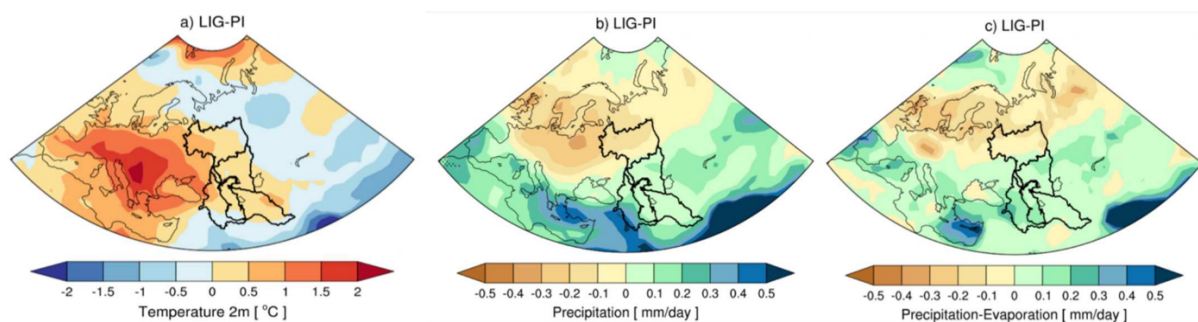 a) LIG-PI
b) LIG-PI
c) LIG-PI
-2 -1.5 -1 -0.5 0 0.5 1 1.5 2
Temperature 2m [ °C]
-0.5 -0.4 -0.3 -0.2 -0.1 0 0.1 0.2 0.3 0.4 0.5
Precipitation [ mm/day]
-0.5 -0.4 -0.3 -0.2 -0.1 0 0.1 0.2 0.3 0.4 0.5
Precipitation-Evaporation [ mm/day]